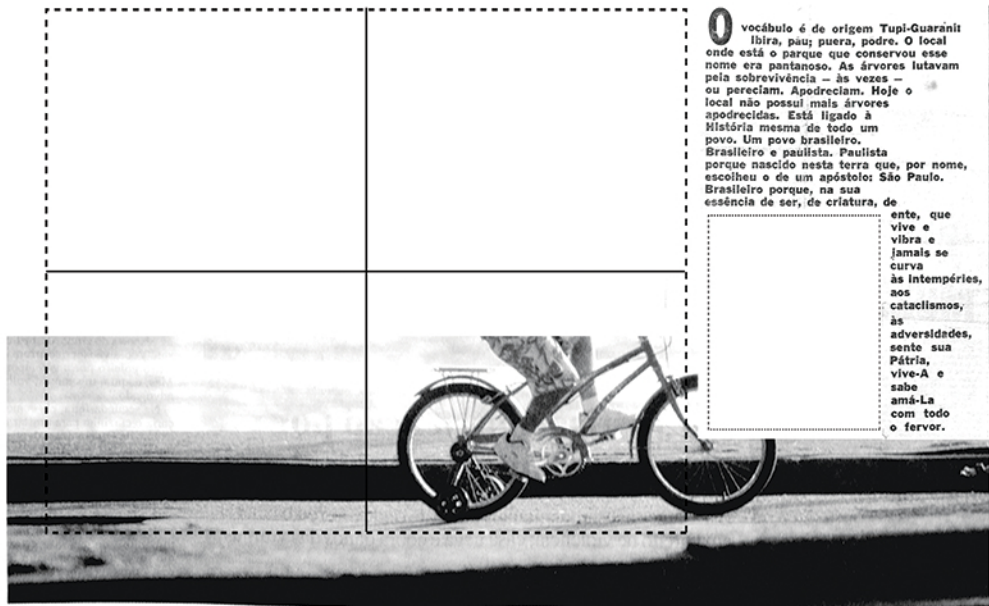 O vocábulo é de origem Tupi-Guaranit
Ibira, pau; puera, podre. O local
onde está o parque que conservou esse
nome era pantanoso. As árvores lutavam
pela sobrevivência — às vezes —
ou pereciam. Apodreciam. Hoje o
local não possui mais árvores
apodrecidas. Está ligado à
História mesma de todo um
povo. Um povo brasileiro.
Brasileiro e paulista. Paulista
porque nascido nesta terra que, por nome,
escolheu o de um apóstolo: São Paulo.
Brasileiro porque, na sua
essência de ser, de criatura, de
ente, que
vive e
vibra e
jamais se
curva
às intempéries,
aos
cataclismos,
às
adversidades,
sente sua
Pátria,
vive-A e
sabe
amá-La
com todo
o fervor.